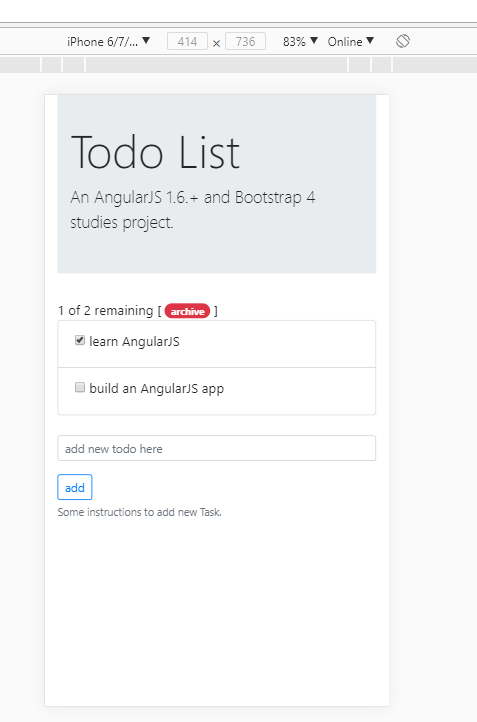 iPhone 6/7/... ▼ 414 × 736 83% ▼ Online ▼
Todo List
An AngularJS 1.6.+ and Bootstrap 4
studies project.
1 of 2 remaining [ archive ]
learn AngularJS
build an AngularJS app
add new todo here
add
Some instructions to add new Task.